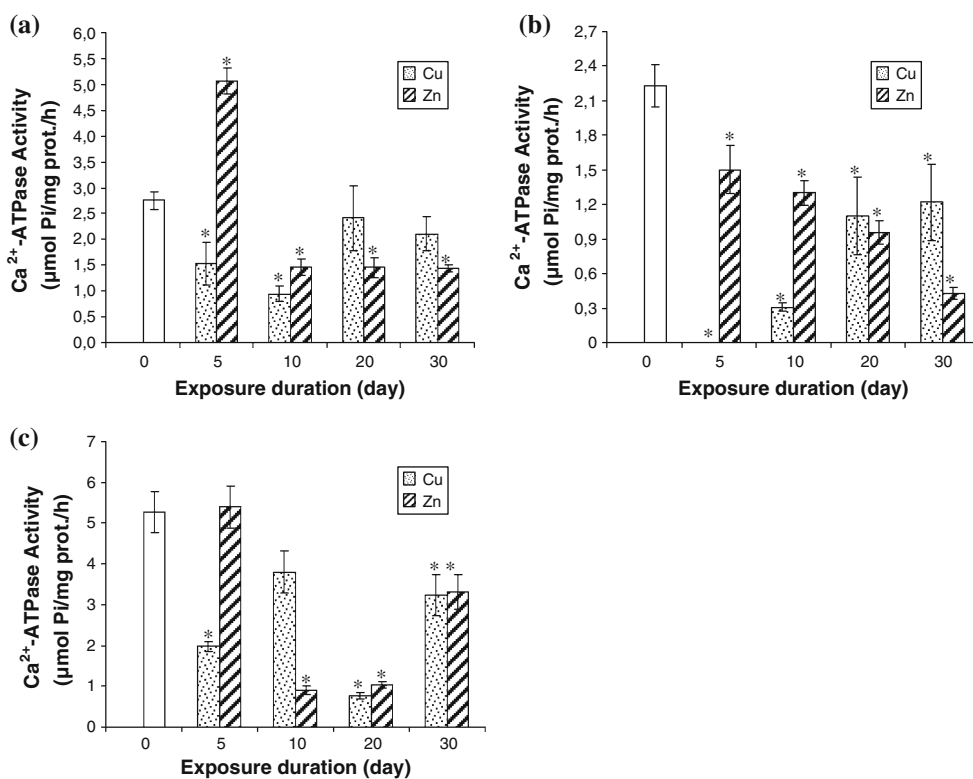 (a)
Ca2+-ATPase Activity
(µmol Pi/mg prot./h)
6,0
5,5
5,0
4,5
4,0
3,5
3,0
2,5
2,0
1,5
1,0
0,5
0,0
Cu
Zn
*
*
*
*
*
*
0 5 10 20 30
Exposure duration (day)
(b)
Ca2+-ATPase Activity
(µmol Pi/mg prot./h)
2,7
2,4
2,1
1,8
1,5
1,2
0,9
0,6
0,3
0
Cu
Zn
*
*
*
*
*
*
*
*
0 5 10 20 30
Exposure duration (day)
(c)
Ca2+-ATPase Activity
(µmol Pi/mg prot./h)
7
6
5
4
3
2
1
0
Cu
Zn
*
*
* *
* *
0 5 10 20 30
Exposure duration (day)